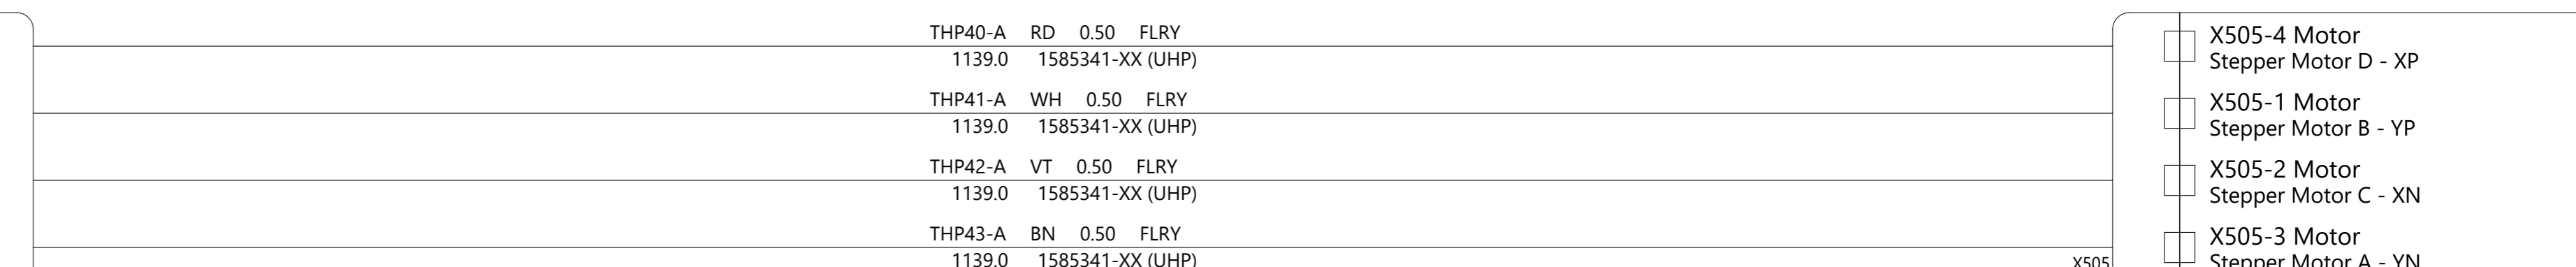 THP40-A RD 0.50 FLRY
1139.0 1585341-XX (UHP)
THP41-A WH 0.50 FLRY
1139.0 1585341-XX (UHP)
THP42-A VT 0.50 FLRY
1139.0 1585341-XX (UHP)
THP43-A BN 0.50 FLRY
1139.0 1585341-XX (UHP)
X505
X505-4 Motor
Stepper Motor D - XP
X505-1 Motor
Stepper Motor B - YP
X505-2 Motor
Stepper Motor C - XN
X505-3 Motor
Stepper Motor A - YN